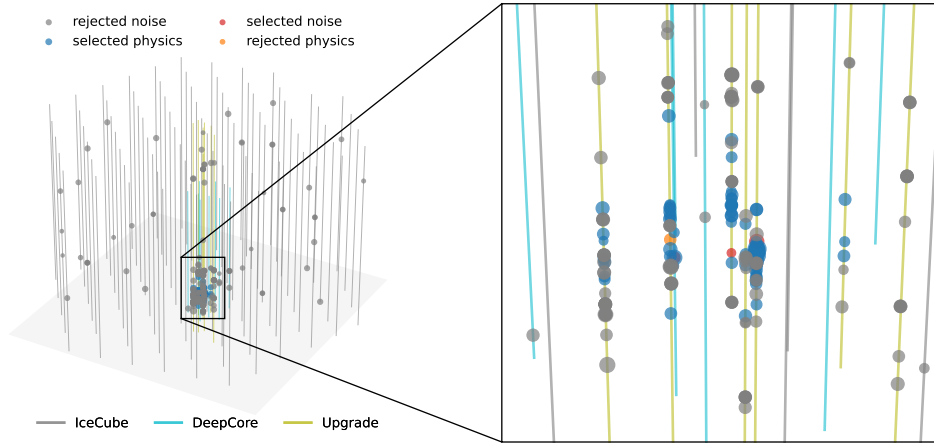 rejected noise selected noise
selected physics rejected physics
IceCube DeepCore Upgrade